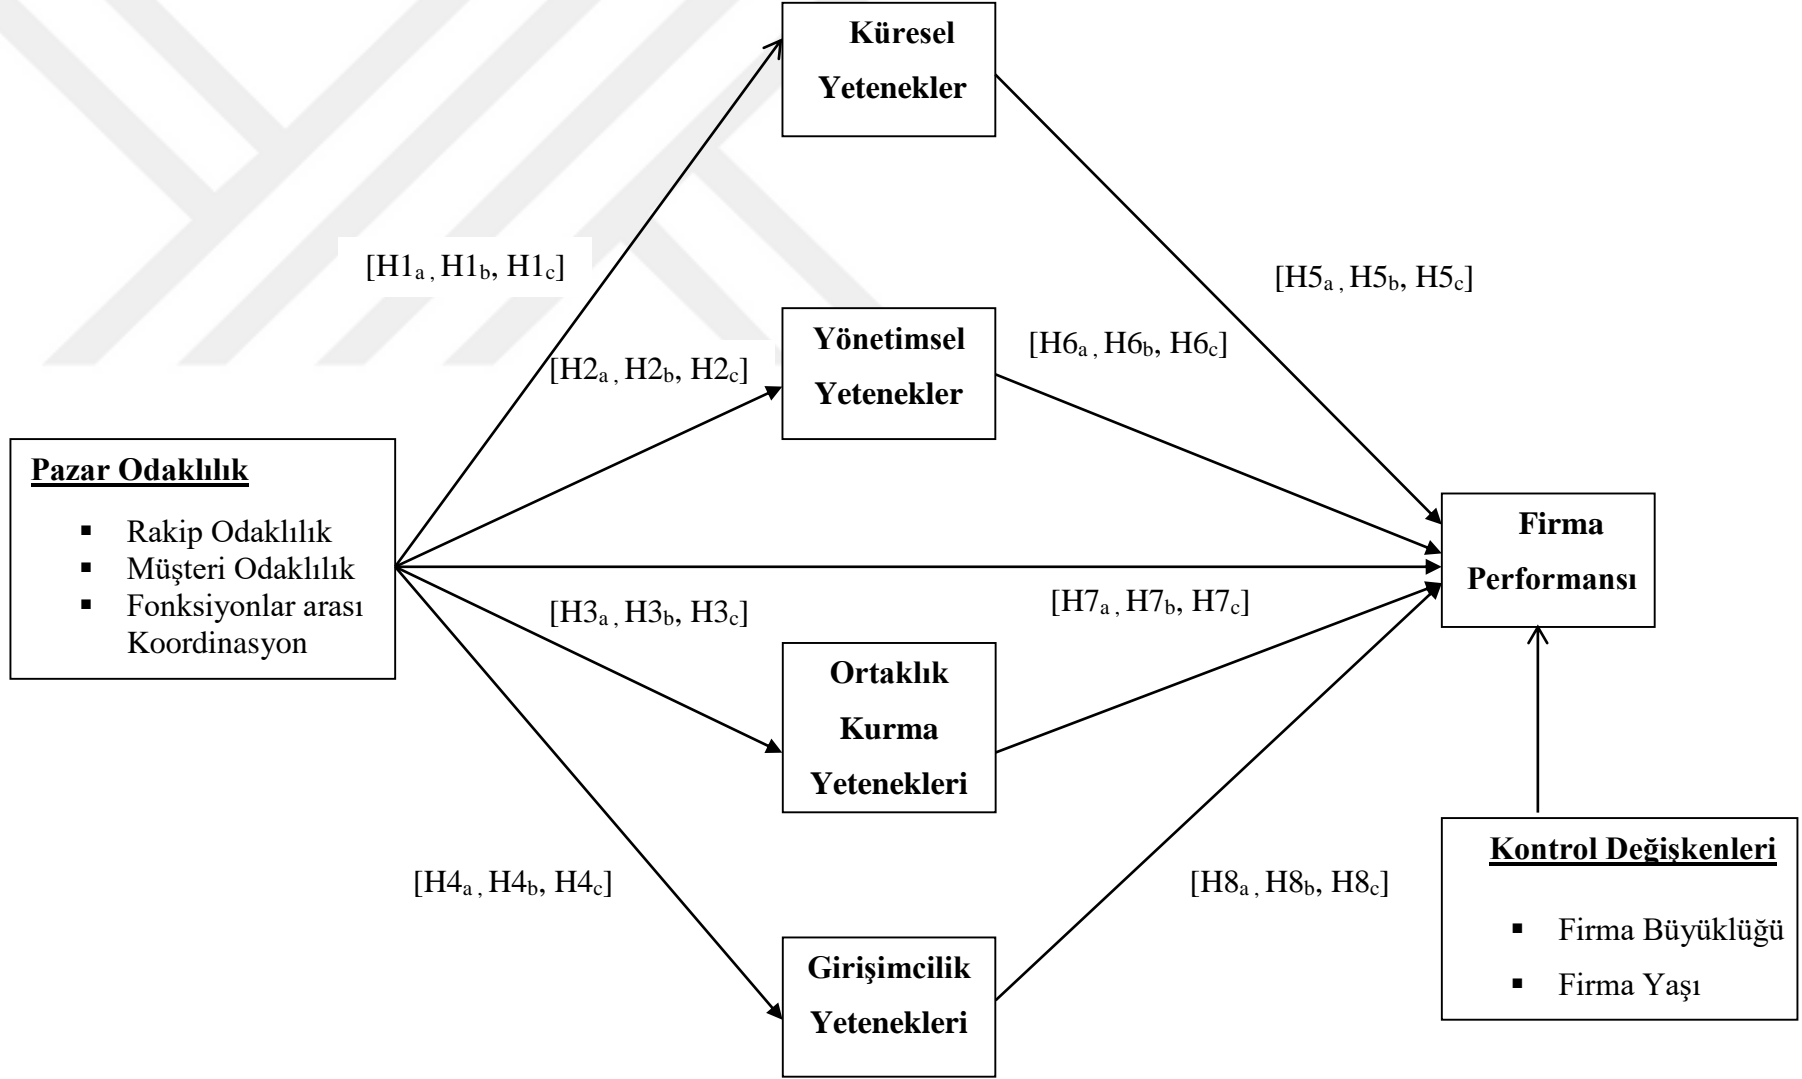 Küresel
Yetenekler
[H1a , H1b, H1c]
[H5a , H5b, H5c]
Yönetimsel
Yetenekler
[H6a , H6b, H6c]
[H2a , H2b, H2c]
Pazar Odaklılık
▪ Rakip Odaklılık
▪ Müşteri Odaklılık
▪ Fonksiyonlar arası
Koordinasyon
Firma
Performansı
[H3a , H3b, H3c]
[H7a , H7b, H7c]
Ortaklık
Kurma
Yetenekleri
[H4a , H4b, H4c]
[H8a , H8b, H8c]
Kontrol Değişkenleri
▪ Firma Büyüklüğü
▪ Firma Yaşı
Girişimcilik
Yetenekleri